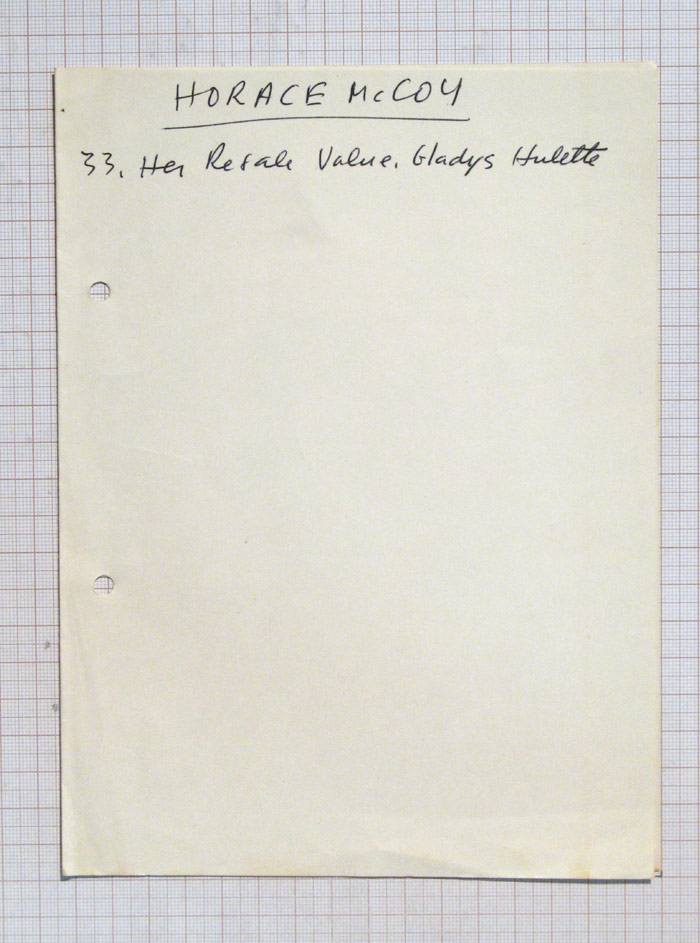 HORACE McCOY
33, Her Resale Value. Gladys Hulette